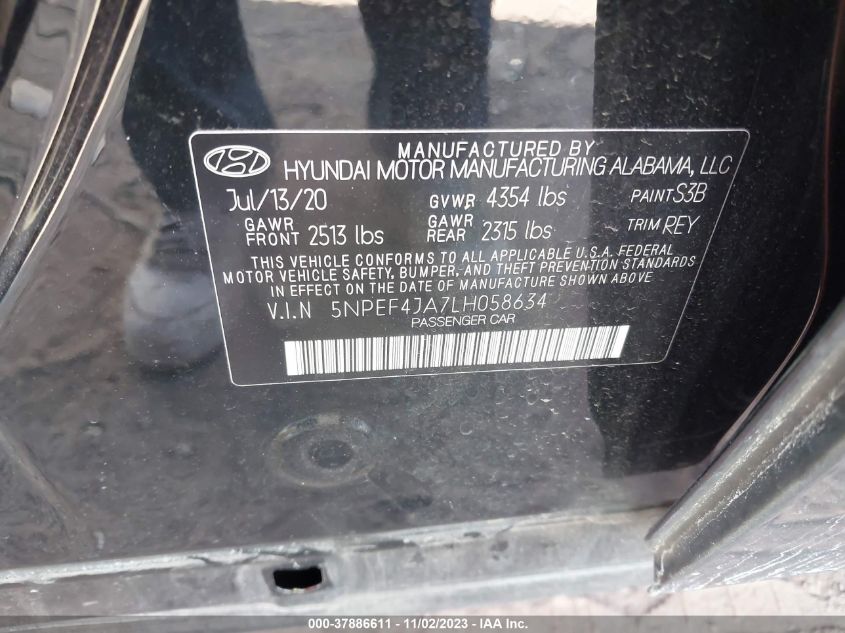 MANUFACTURED BY
HYUNDAI MOTOR MANUFACTURING ALABAMA, LLC
Jul/13/20 GVWR 4354 lbs PAINT S3B
GAWR FRONT 2513 lbs GAWR REAR 2315 lbs TRIM REY
THIS VEHICLE CONFORMS TO ALL APPLICABLE U.S.A. FEDERAL
MOTOR VEHICLE SAFETY, BUMPER, AND THEFT PREVENTION STANDARDS
IN EFFECT ON THE DATE OF MANUFACTURE SHOWN ABOVE
V.I.N 5NPEF4JA7LH058634
PASSENGER CAR
000-37886611 - 11/02/2023 - IAA Inc.